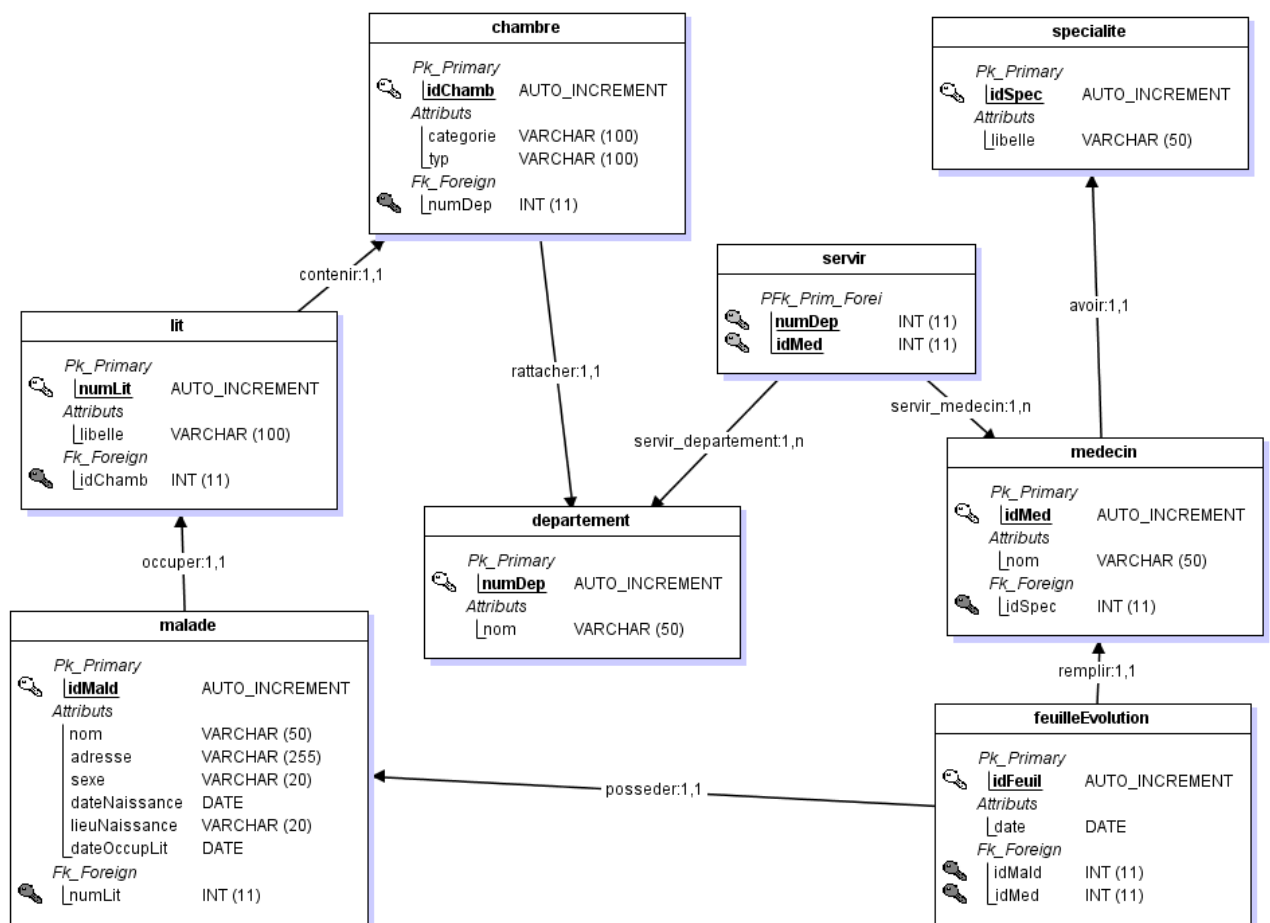 chambre
Pk_Primary
idChamb AUTO_INCREMENT
Attributs
categorie VARCHAR (100)
typ VARCHAR (100)
Fk_Foreign
numDep INT (11)
specialite
Pk_Primary
idSpec AUTO_INCREMENT
Attributs
libelle VARCHAR (50)
contenir:1,1
rattacher:1,1
avoir:1,1
servir
PFk_Prim_Forei
numDep INT (11)
idMed INT (11)
servir_departement:1,n
servir_medecin:1,n
lit
Pk_Primary
numLit AUTO_INCREMENT
Attributs
libelle VARCHAR (100)
Fk_Foreign
idChamb INT (11)
occuper:1,1
departement
Pk_Primary
numDep AUTO_INCREMENT
Attributs
nom VARCHAR (50)
medecin
Pk_Primary
idMed AUTO_INCREMENT
Attributs
nom VARCHAR (50)
Fk_Foreign
idSpec INT (11)
remplir:1,1
malade
Pk_Primary
idMald AUTO_INCREMENT
Attributs
nom VARCHAR (50)
adresse VARCHAR (255)
sexe VARCHAR (20)
dateNaissance DATE
lieuNaissance VARCHAR (20)
dateOccupLit DATE
Fk_Foreign
numLit INT (11)
posseder:1,1
feuilleEvolution
Pk_Primary
idFeuil AUTO_INCREMENT
Attributs
date DATE
Fk_Foreign
idMald INT (11)
idMed INT (11)